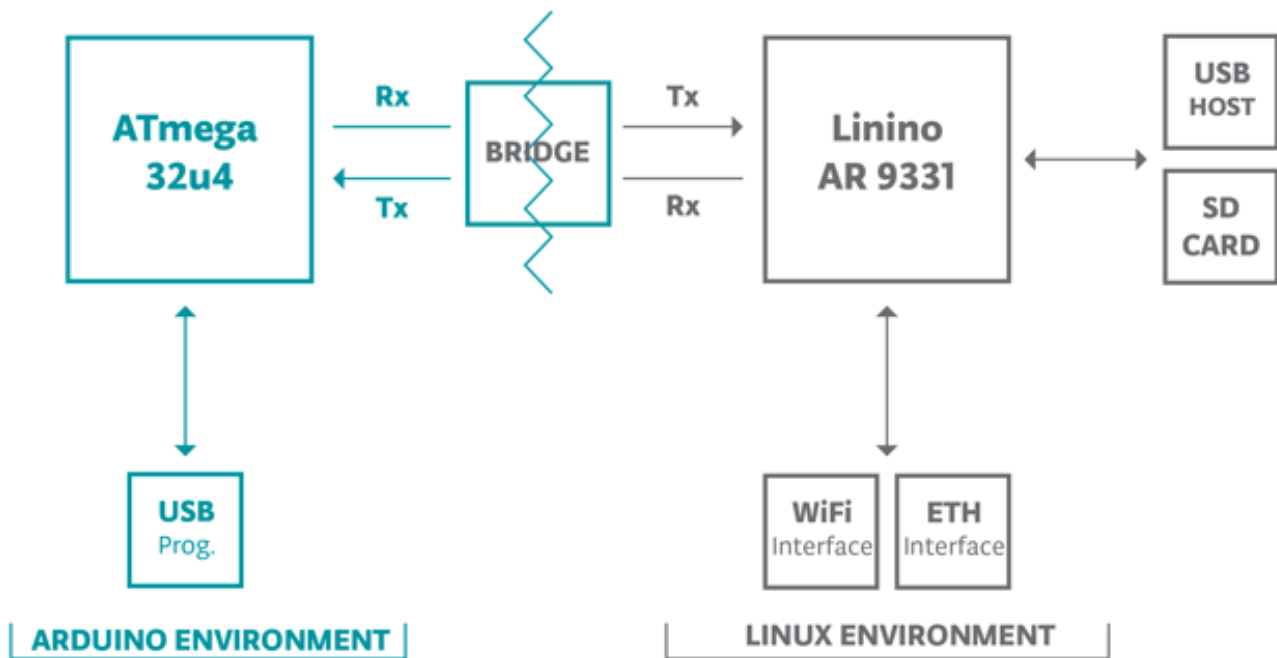 ATmega
32u4
Rx
Tx
BRIDGE
Tx
Rx
Linino
AR 9331
USB
HOST
SD
CARD
USB
Prog.
WiFi
Interface
ETH
Interface
ARDUINO ENVIRONMENT
LINUX ENVIRONMENT